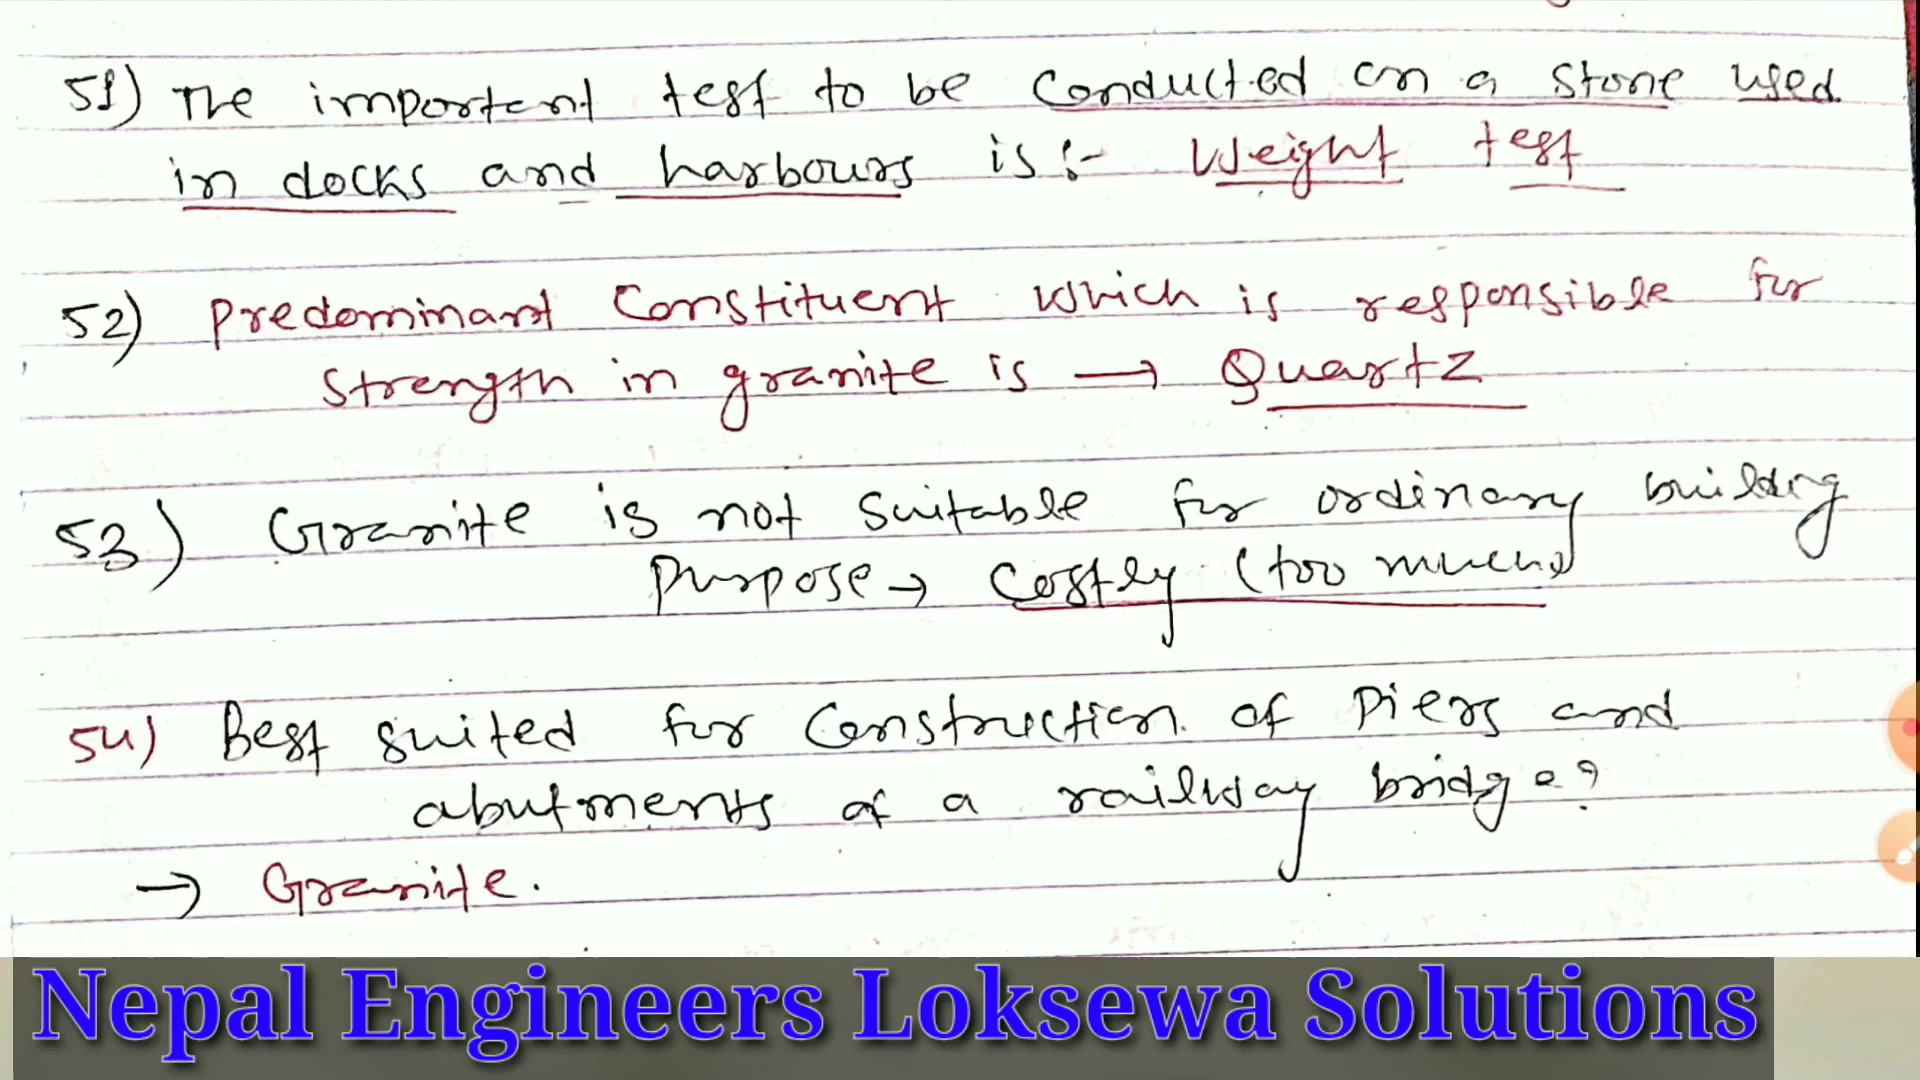 51) The important test to be conducted on a stone used
in docks and harbours is :- Weight test
52) Predominant constituent which is responsible for
strength in granite is → Quartz
53) Granite is not suitable for ordinary building
purpose → costly (too much)
54) Best suited for construction of piers and
abutments of a railway bridge?
→ Granite.
Nepal Engineers Loksewa Solutions